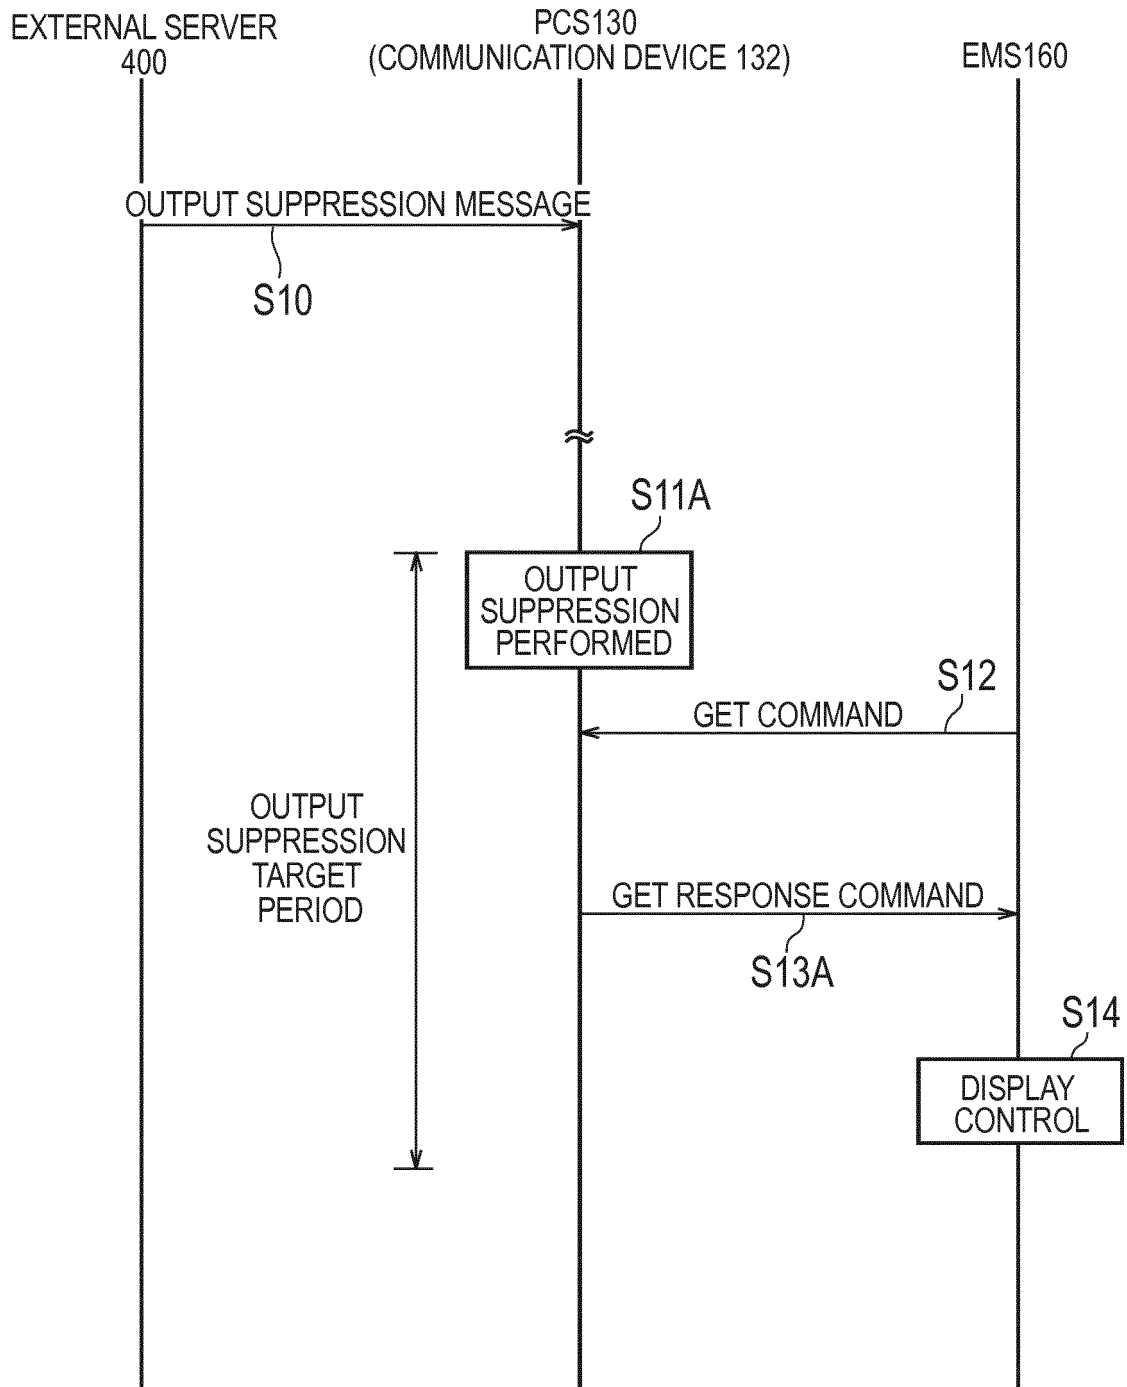 EXTERNAL SERVER
400
PCS130
(COMMUNICATION DEVICE 132)
EMS160
OUTPUT SUPPRESSION MESSAGE
S10
S11A
OUTPUT
SUPPRESSION
PERFORMED
S12
GET COMMAND
OUTPUT
SUPPRESSION
TARGET
PERIOD
GET RESPONSE COMMAND
S13A
S14
DISPLAY
CONTROL